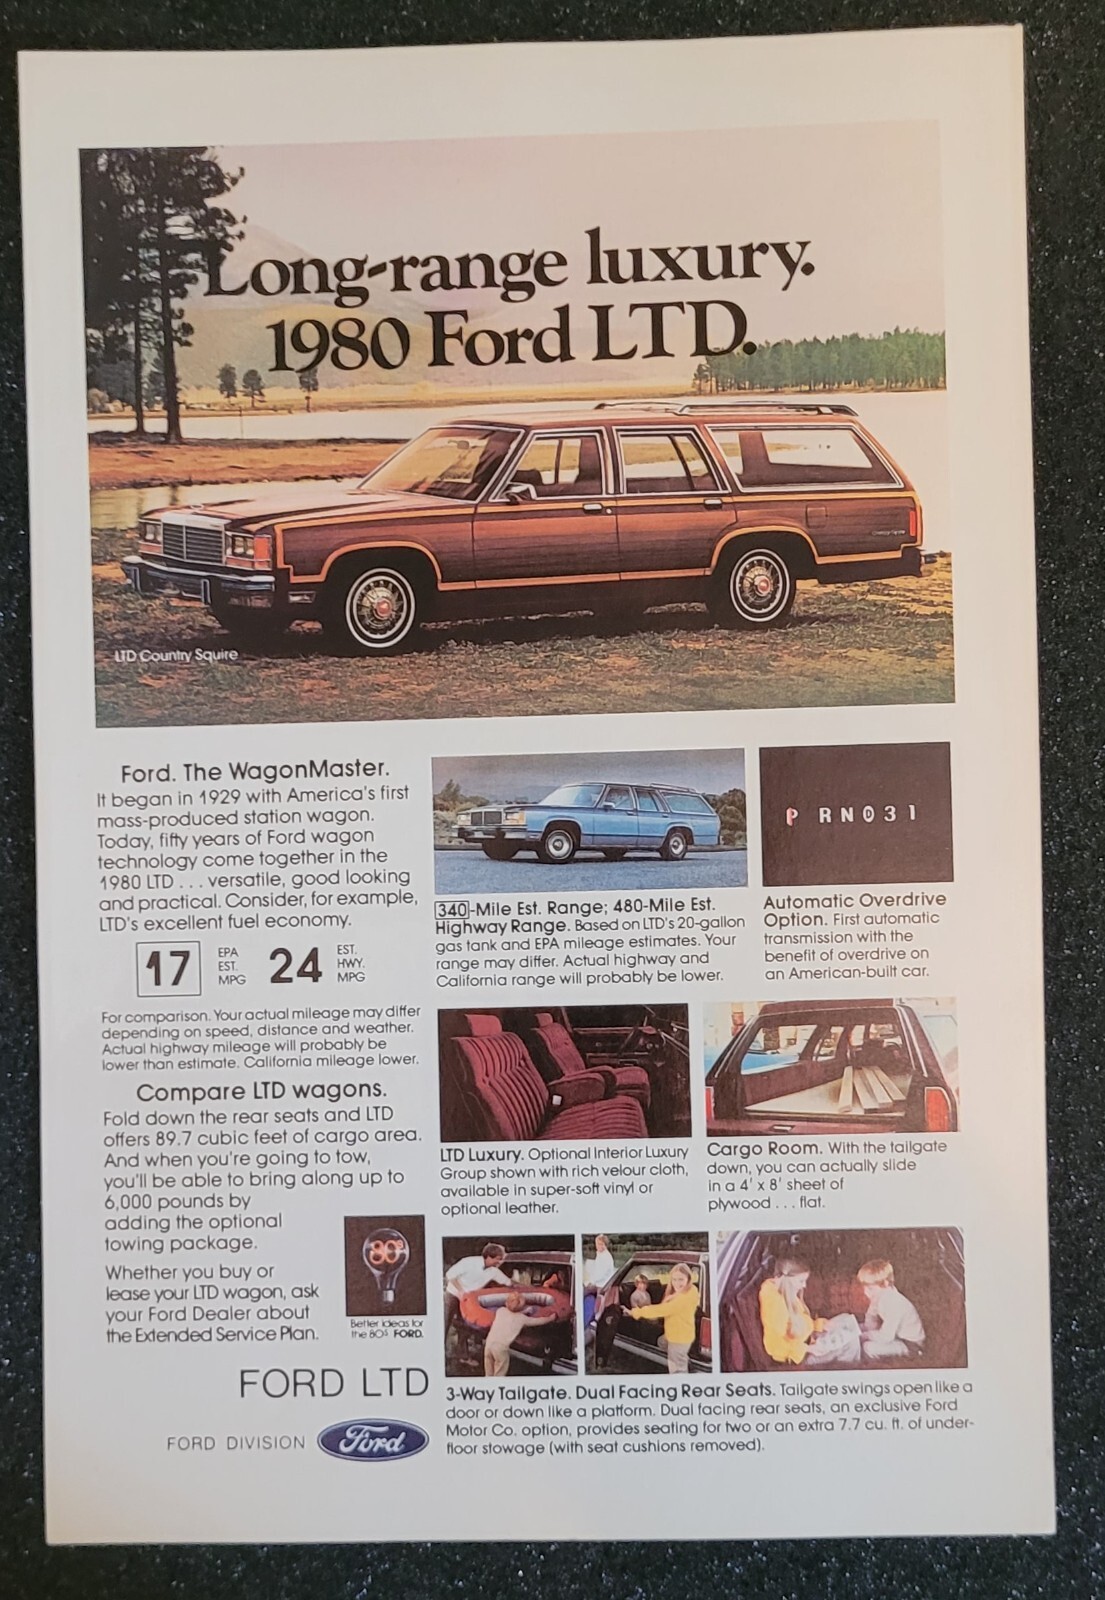 Long-range luxury.
1980 Ford LTD.
LTD Country Squire
Ford. The WagonMaster.
It began in 1929 with America's first
mass-produced station wagon.
Today, fifty years of Ford wagon
technology come together in the
1980 LTD . . . versatile, good looking
and practical. Consider, for example,
LTD's excellent fuel economy.
17 EPA EST. MPG 24 EST. HWY. MPG
For comparison. Your actual mileage may differ
depending on speed, distance and weather.
Actual highway mileage will probably be
lower than estimate. California mileage lower.
Compare LTD wagons.
Fold down the rear seats and LTD
offers 89.7 cubic feet of cargo area.
And when you're going to tow,
you'll be able to bring along up to
6,000 pounds by
adding the optional
towing package.
Whether you buy or
lease your LTD wagon, ask
your Ford Dealer about
the Extended Service Plan.
80s
Better ideas for
the 80s. FORD.
FORD LTD
FORD DIVISION Ford
340-Mile Est. Range; 480-Mile Est.
Highway Range. Based on LTD's 20-gallon
gas tank and EPA mileage estimates. Your
range may differ. Actual highway and
California range will probably be lower.
P R N D 3 1
Automatic Overdrive
Option. First automatic
transmission with the
benefit of overdrive on
an American-built car.
LTD Luxury. Optional Interior Luxury
Group shown with rich velour cloth,
available in super-soft vinyl or
optional leather.
Cargo Room. With the tailgate
down, you can actually slide
in a 4' x 8' sheet of
plywood . . . flat.
3-Way Tailgate. Dual Facing Rear Seats. Tailgate swings open like a
door or down like a platform. Dual facing rear seats, an exclusive Ford
Motor Co. option, provides seating for two or an extra 7.7 cu. ft. of under-
floor stowage (with seat cushions removed).